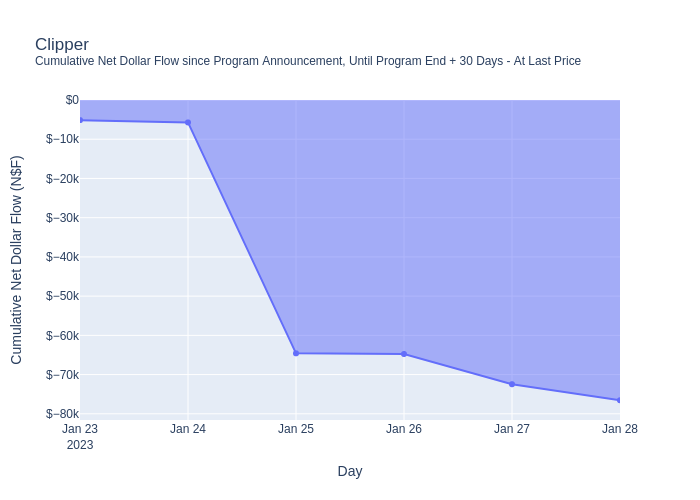 Clipper
Cumulative Net Dollar Flow since Program Announcement, Until Program End + 30 Days - At Last Price
Cumulative Net Dollar Flow (N$F)
$0
$−10k
$−20k
$−30k
$−40k
$−50k
$−60k
$−70k
$−80k
Jan 23
2023
Jan 24
Jan 25
Jan 26
Jan 27
Jan 28
Day